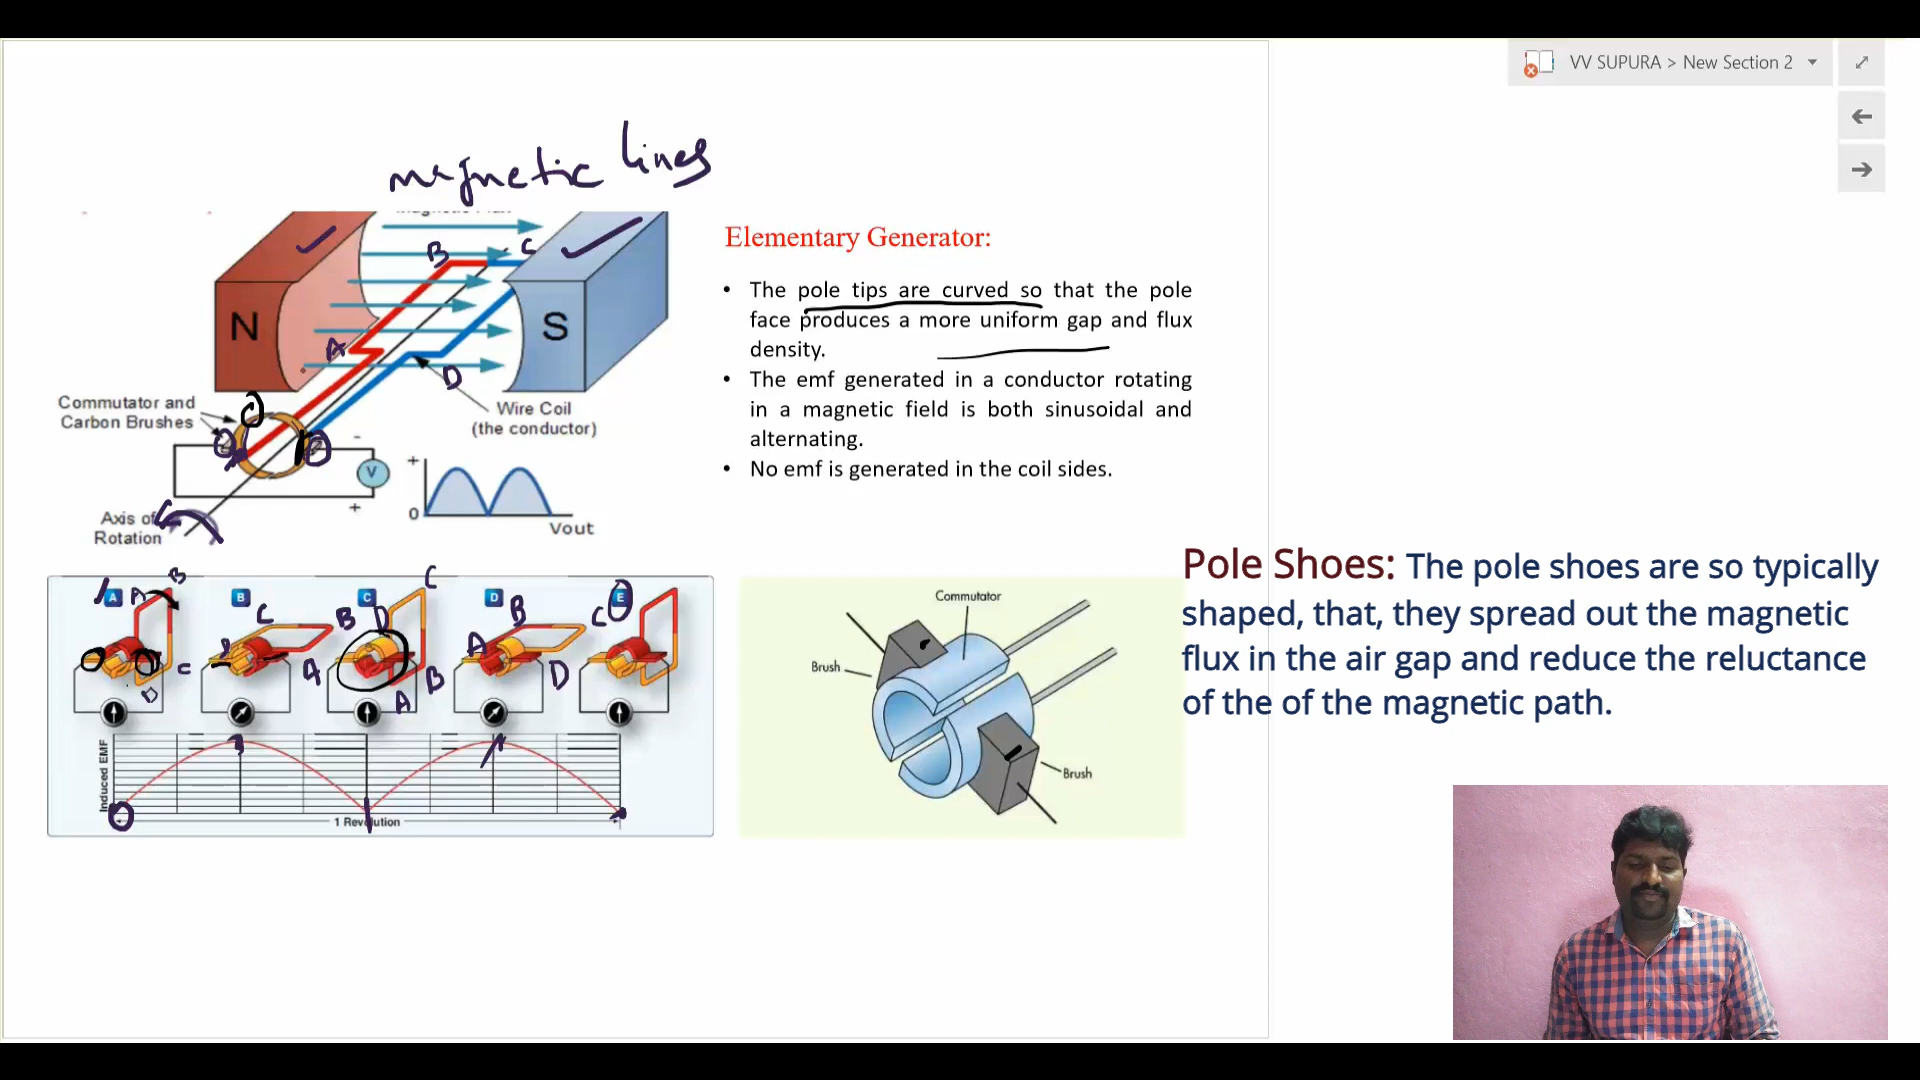 VV SUPURA > New Section 2
magnetic lines
B
C
N
S
A
D
Commutator and
Carbon Brushes
Wire Coil
(the conductor)
-
V
+
+
0
Vout
Axis of
Rotation
Elementary Generator:
• The pole tips are curved so that the pole
face produces a more uniform gap and flux
density.
• The emf generated in a conductor rotating
in a magnetic field is both sinusoidal and
alternating.
• No emf is generated in the coil sides.
Pole Shoes: The pole shoes are so typically
shaped, that, they spread out the magnetic
flux in the air gap and reduce the reluctance
of the of the magnetic path.
A A B
B C
B C D C
D B C
E
C D
A
A B
A D
Induced EMF
1 Revolution
Commutator
Brush
Brush